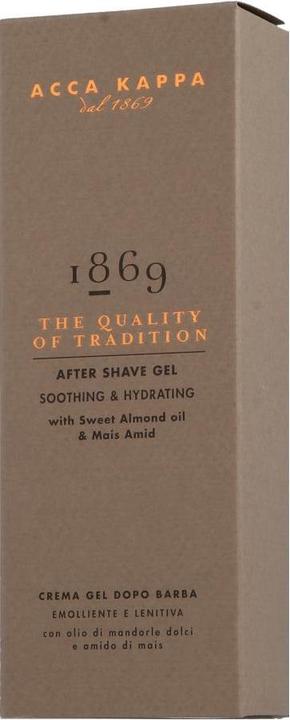 ACCA KAPPA
dal 1869
1869
THE QUALITY
OF TRADITION
AFTER SHAVE GEL
SOOTHING & HYDRATING
with Sweet Almond oil
& Mais Amid
CREMA GEL DOPO BARBA
EMOLLIENTE E LENITIVA
con olio di mandorle dolci
e amido di mais